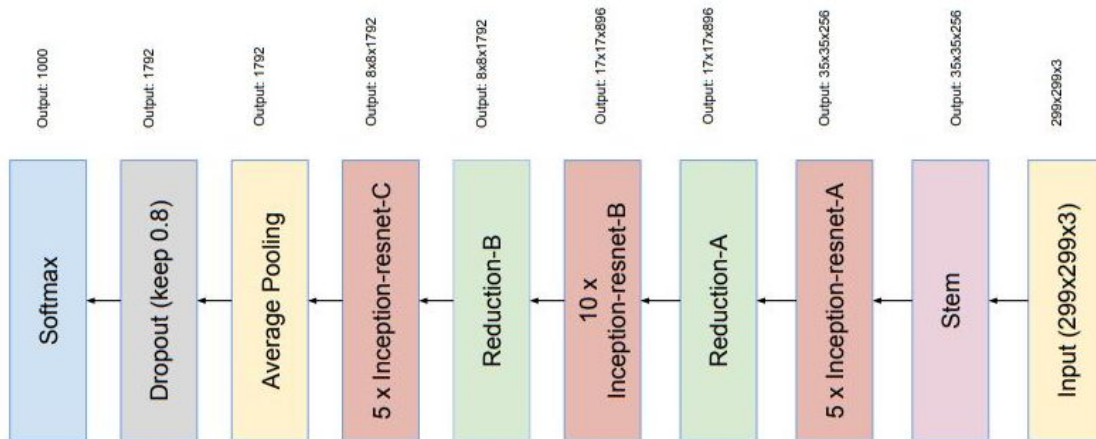 Softmax
Output: 1000
Dropout (keep 0.8)
Output: 1792
Average Pooling
Output: 1792
5 x Inception-resnet-C
Output: 8x8x1792
Reduction-B
Output: 8x8x1792
10 x
Inception-resnet-B
Output: 17x17x896
Reduction-A
Output: 17x17x896
5 x Inception-resnet-A
Output: 35x35x256
Stem
Output: 35x35x256
Input (299x299x3)
299x299x3